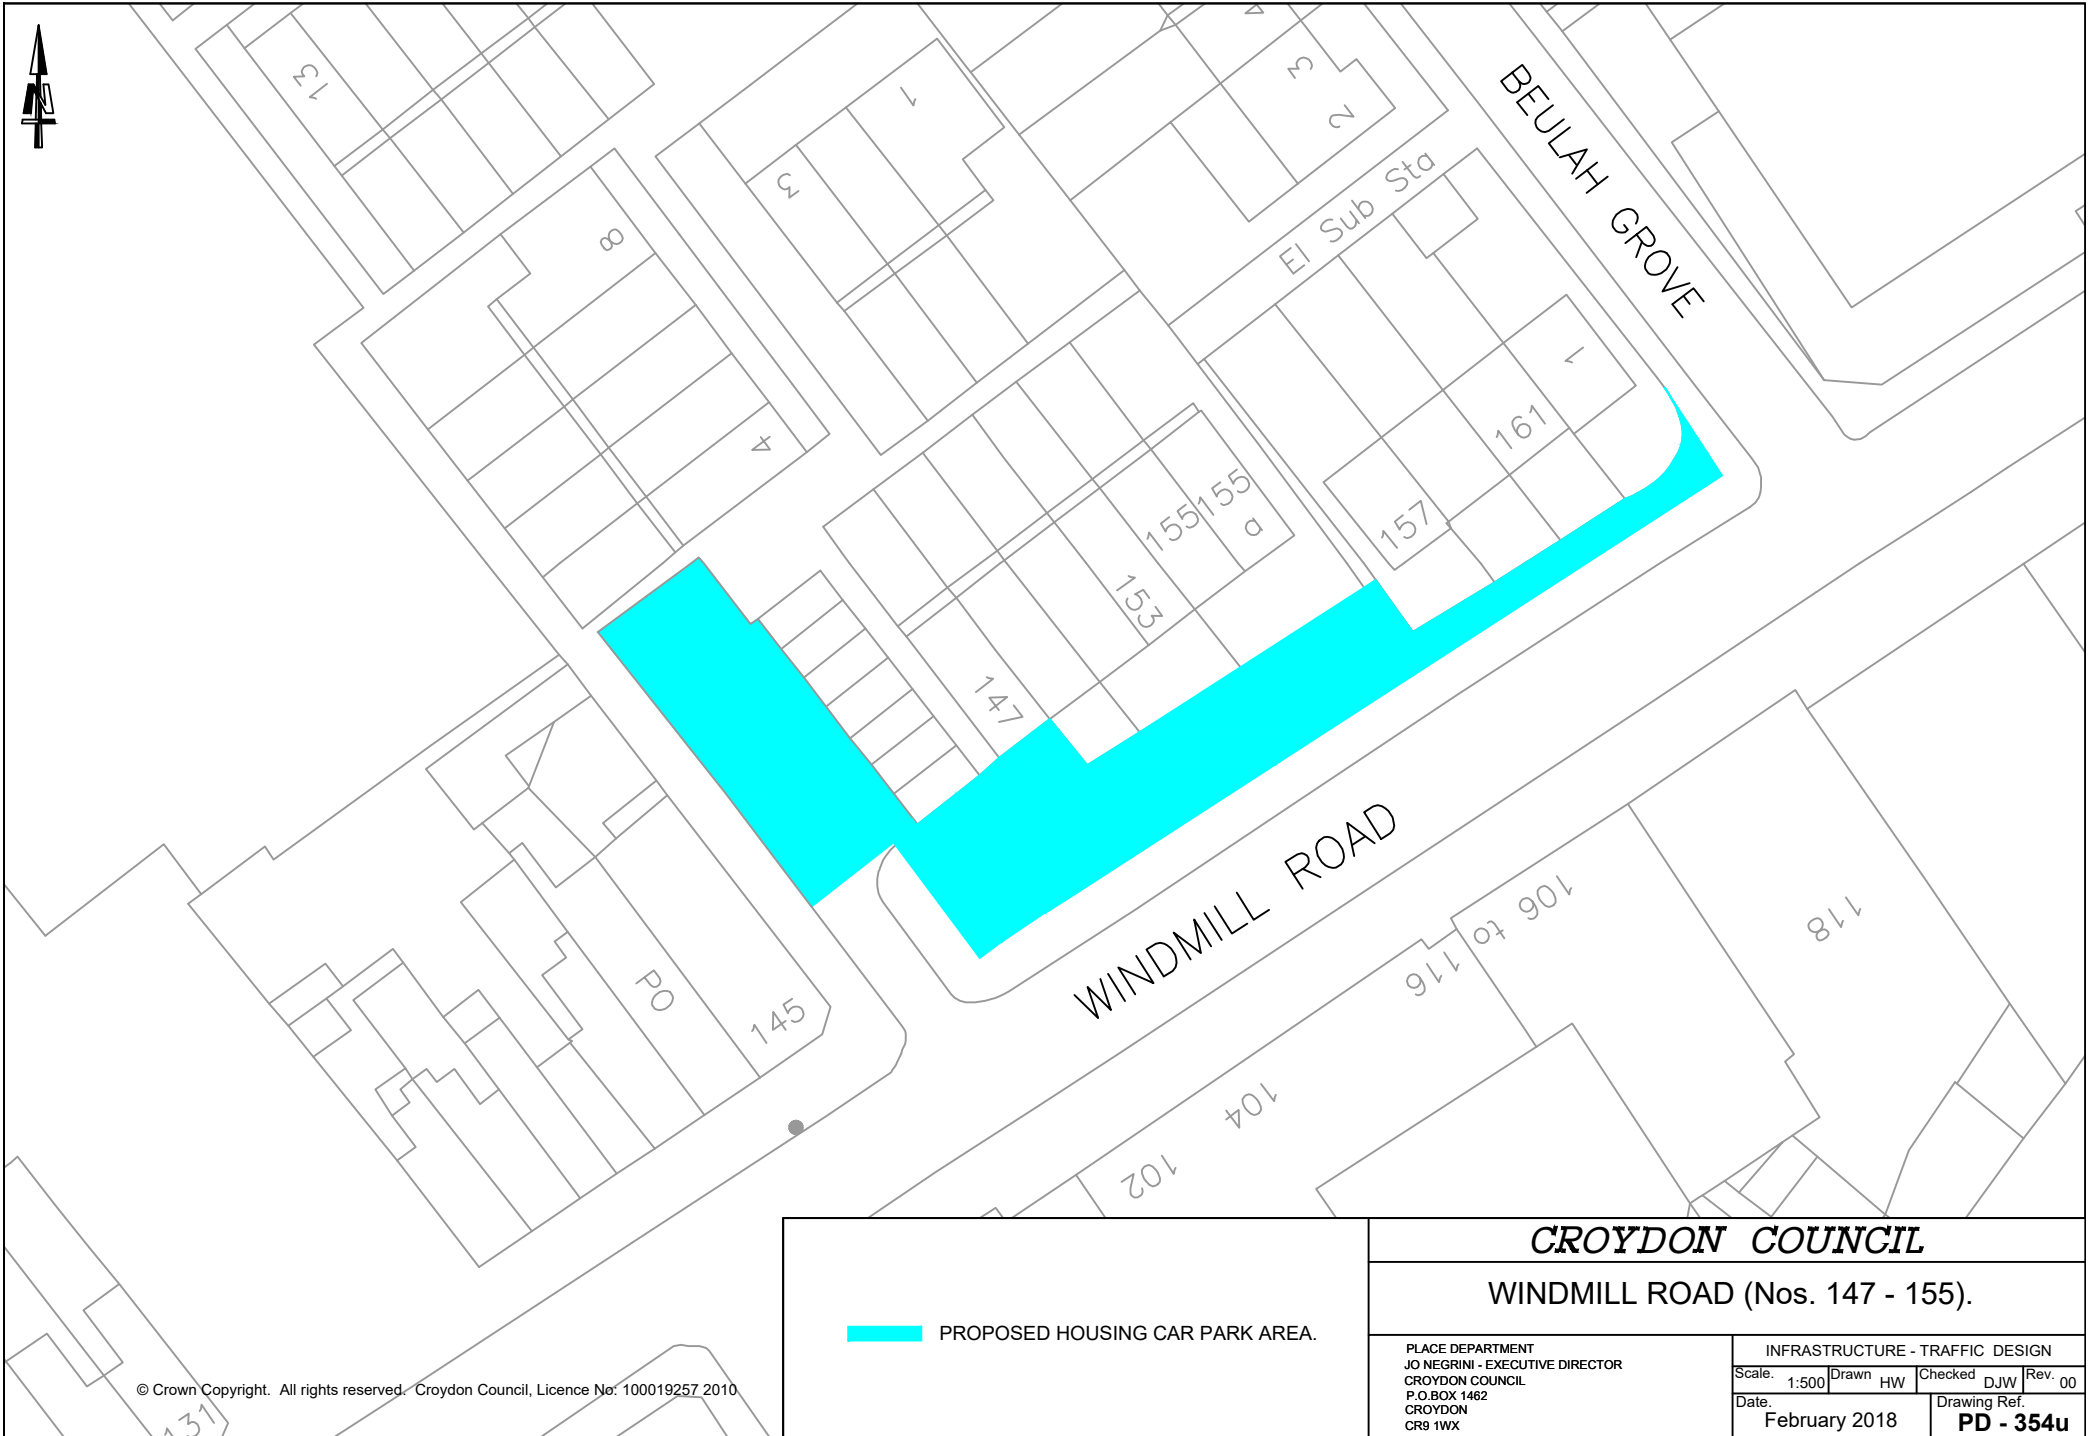 N
13
1
3
4
3
2
8
4
El Sub Sta
BEULAH GROVE
1
161
157
155
155
a
153
147
WINDMILL ROAD
PO
145
106 to 116
118
104
102
131
PROPOSED HOUSING CAR PARK AREA.
© Crown Copyright. All rights reserved. Croydon Council, Licence No: 100019257 2010
CROYDON COUNCIL
WINDMILL ROAD (Nos. 147 - 155).
PLACE DEPARTMENT
JO NEGRINI - EXECUTIVE DIRECTOR
CROYDON COUNCIL
P.O.BOX 1462
CROYDON
CR9 1WX
INFRASTRUCTURE - TRAFFIC DESIGN
Scale. 1:500 Drawn HW Checked DJW Rev. 00
Date. February 2018
Drawing Ref. PD - 354u